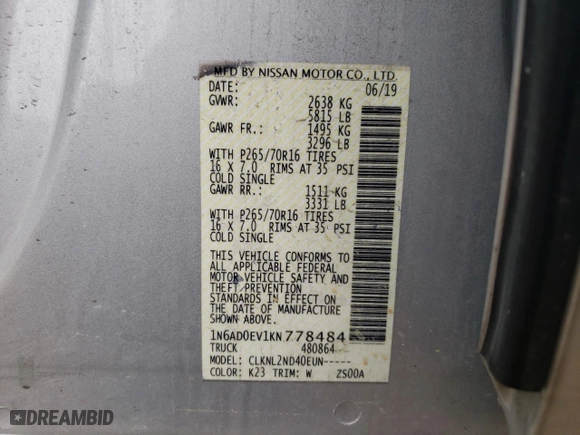 MFD BY NISSAN MOTOR CO., LTD.
DATE: 06/19
GVWR: 2638 KG
5815 LB
GAWR FR.: 1495 KG
3296 LB
WITH P265/70R16 TIRES
16 X 7.0 RIMS AT 35 PSI
COLD SINGLE
GAWR RR.: 1511 KG
3331 LB
WITH P265/70R16 TIRES
16 X 7.0 RIMS AT 35 PSI
COLD SINGLE
THIS VEHICLE CONFORMS TO
ALL APPLICABLE FEDERAL
MOTOR VEHICLE SAFETY AND
THEFT PREVENTION
STANDARDS IN EFFECT ON
THE DATE OF MANUFACTURE
SHOWN ABOVE.
1N6AD0EV1KN778484
TRUCK 480864
MODEL: CLKNL2ND40EUN-----
COLOR: K23 TRIM: W ZS00A
DREAMBID